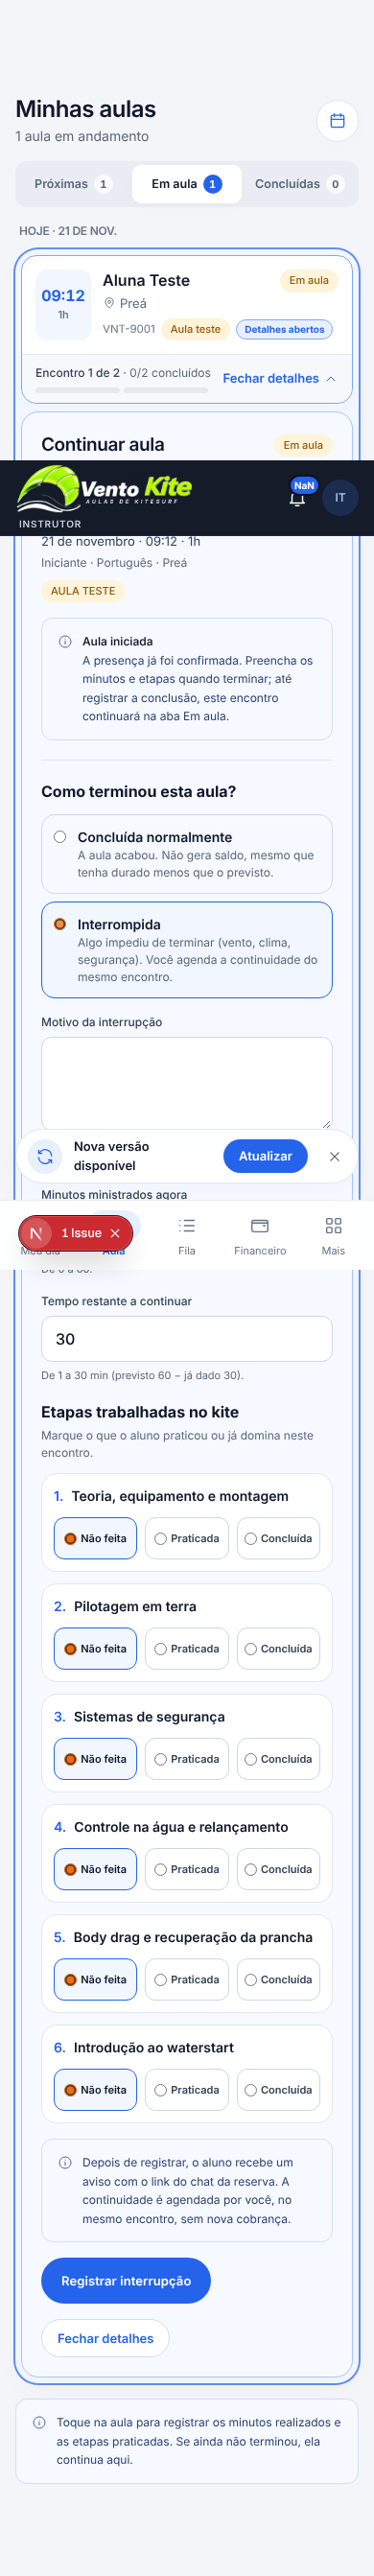 Minhas aulas
1 aula em andamento
Próximas 1 Em aula 1 Concluídas 0
HOJE · 21 DE NOV.
09:12
1h
Aluna Teste
Em aula
Preá
VNT-9001 Aula teste Detalhes abertos
Encontro 1 de 2 · 0/2 concluídos
Fechar detalhes
Continuar aula
Em aula
Vento Kite
AULAS DE KITESURF
INSTRUTOR
NaN
IT
21 de novembro · 09:12 · 1h
Iniciante · Português · Preá
AULA TESTE
Aula iniciada
A presença já foi confirmada. Preencha os
minutos e etapas quando terminar; até
registrar a conclusão, este encontro
continuará na aba Em aula.
Como terminou esta aula?
Concluída normalmente
A aula acabou. Não gera saldo, mesmo que
tenha durado menos que o previsto.
Interrompida
Algo impediu de terminar (vento, clima,
segurança). Você agenda a continuidade do
mesmo encontro.
Motivo da interrupção
Nova versão
disponível
Atualizar
Minutos ministrados agora
1 Issue
Fila
Financeiro
Mais
Tempo restante a continuar
30
De 1 a 30 min (previsto 60 − já dado 30).
Etapas trabalhadas no kite
Marque o que o aluno praticou ou já domina neste
encontro.
1. Teoria, equipamento e montagem
Não feita Praticada Concluída
2. Pilotagem em terra
Não feita Praticada Concluída
3. Sistemas de segurança
Não feita Praticada Concluída
4. Controle na água e relançamento
Não feita Praticada Concluída
5. Body drag e recuperação da prancha
Não feita Praticada Concluída
6. Introdução ao waterstart
Não feita Praticada Concluída
Depois de registrar, o aluno recebe um
aviso com o link do chat da reserva. A
continuidade é agendada por você, no
mesmo encontro, sem nova cobrança.
Registrar interrupção
Fechar detalhes
Toque na aula para registrar os minutos realizados e
as etapas praticadas. Se ainda não terminou, ela
continua aqui.